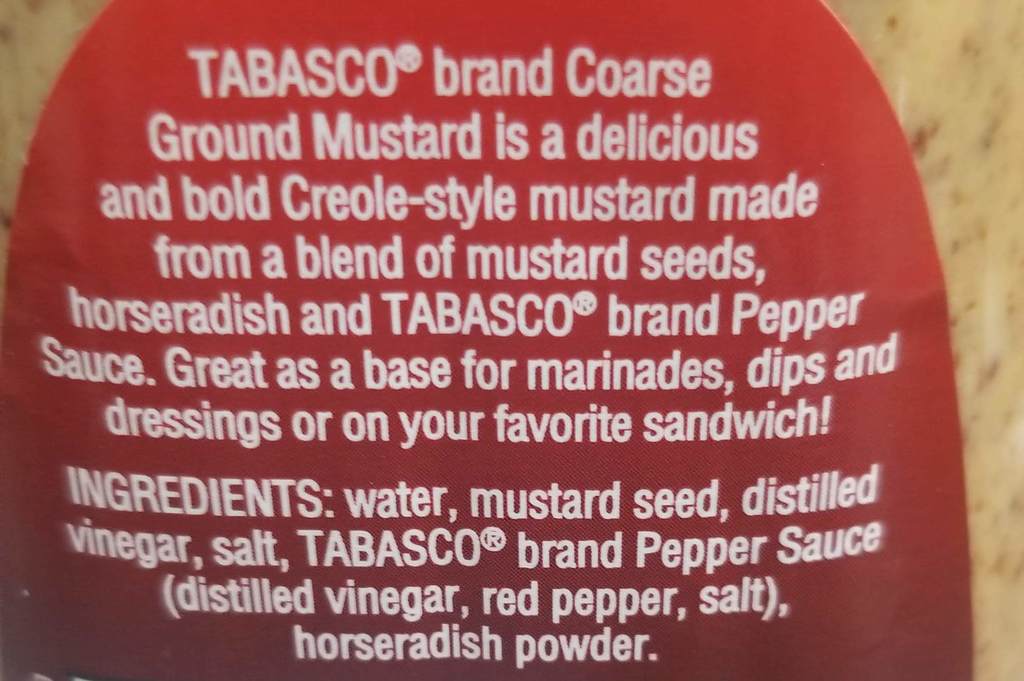 TABASCO® brand Coarse
Ground Mustard is a delicious
and bold Creole-style mustard made
from a blend of mustard seeds,
horseradish and TABASCO® brand Pepper
Sauce. Great as a base for marinades, dips and
dressings or on your favorite sandwich!
INGREDIENTS: water, mustard seed, distilled
vinegar, salt, TABASCO® brand Pepper Sauce
(distilled vinegar, red pepper, salt),
horseradish powder.